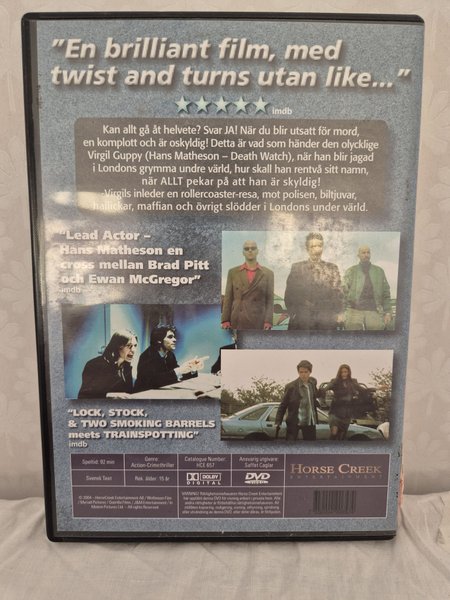 ”En brilliant film, med
twist and turns utan like...”
imdb
Kan allt gå åt helvete? Svar JA! När du blir utsatt för mord,
en komplott och är oskyldig! Detta är vad som händer den olycklige
Virgil Guppy (Hans Matheson – Death Watch), när han blir jagad
i Londons grymma undre värld, hur skall han rentvå sitt namn,
när ALLT pekar på att han är skyldig!
-Virgils inleder en rollercoaster-resa, mot polisen, biltjuvar,
hallickar, maffian och övrigt slödder i Londons under värld.
“Lead Actor –
Hans Matheson en
cross mellan Brad Pitt
och Ewan McGregor”
imdb
“LOCK, STOCK,
& TWO SMOKING BARRELS
meets TRAINSPOTTING”
imdb
Speltid: 92 min
Genre:
Action-Crimethriller
Catalogue Number:
HCE 657
Ansvarig utgivare:
Saffet Caglar
Svensk Text
Rek. ålder: 15 år
DOLBY
DIGITAL
DVD
VIDEO
HORSE CREEK
ENTERTAINMENT